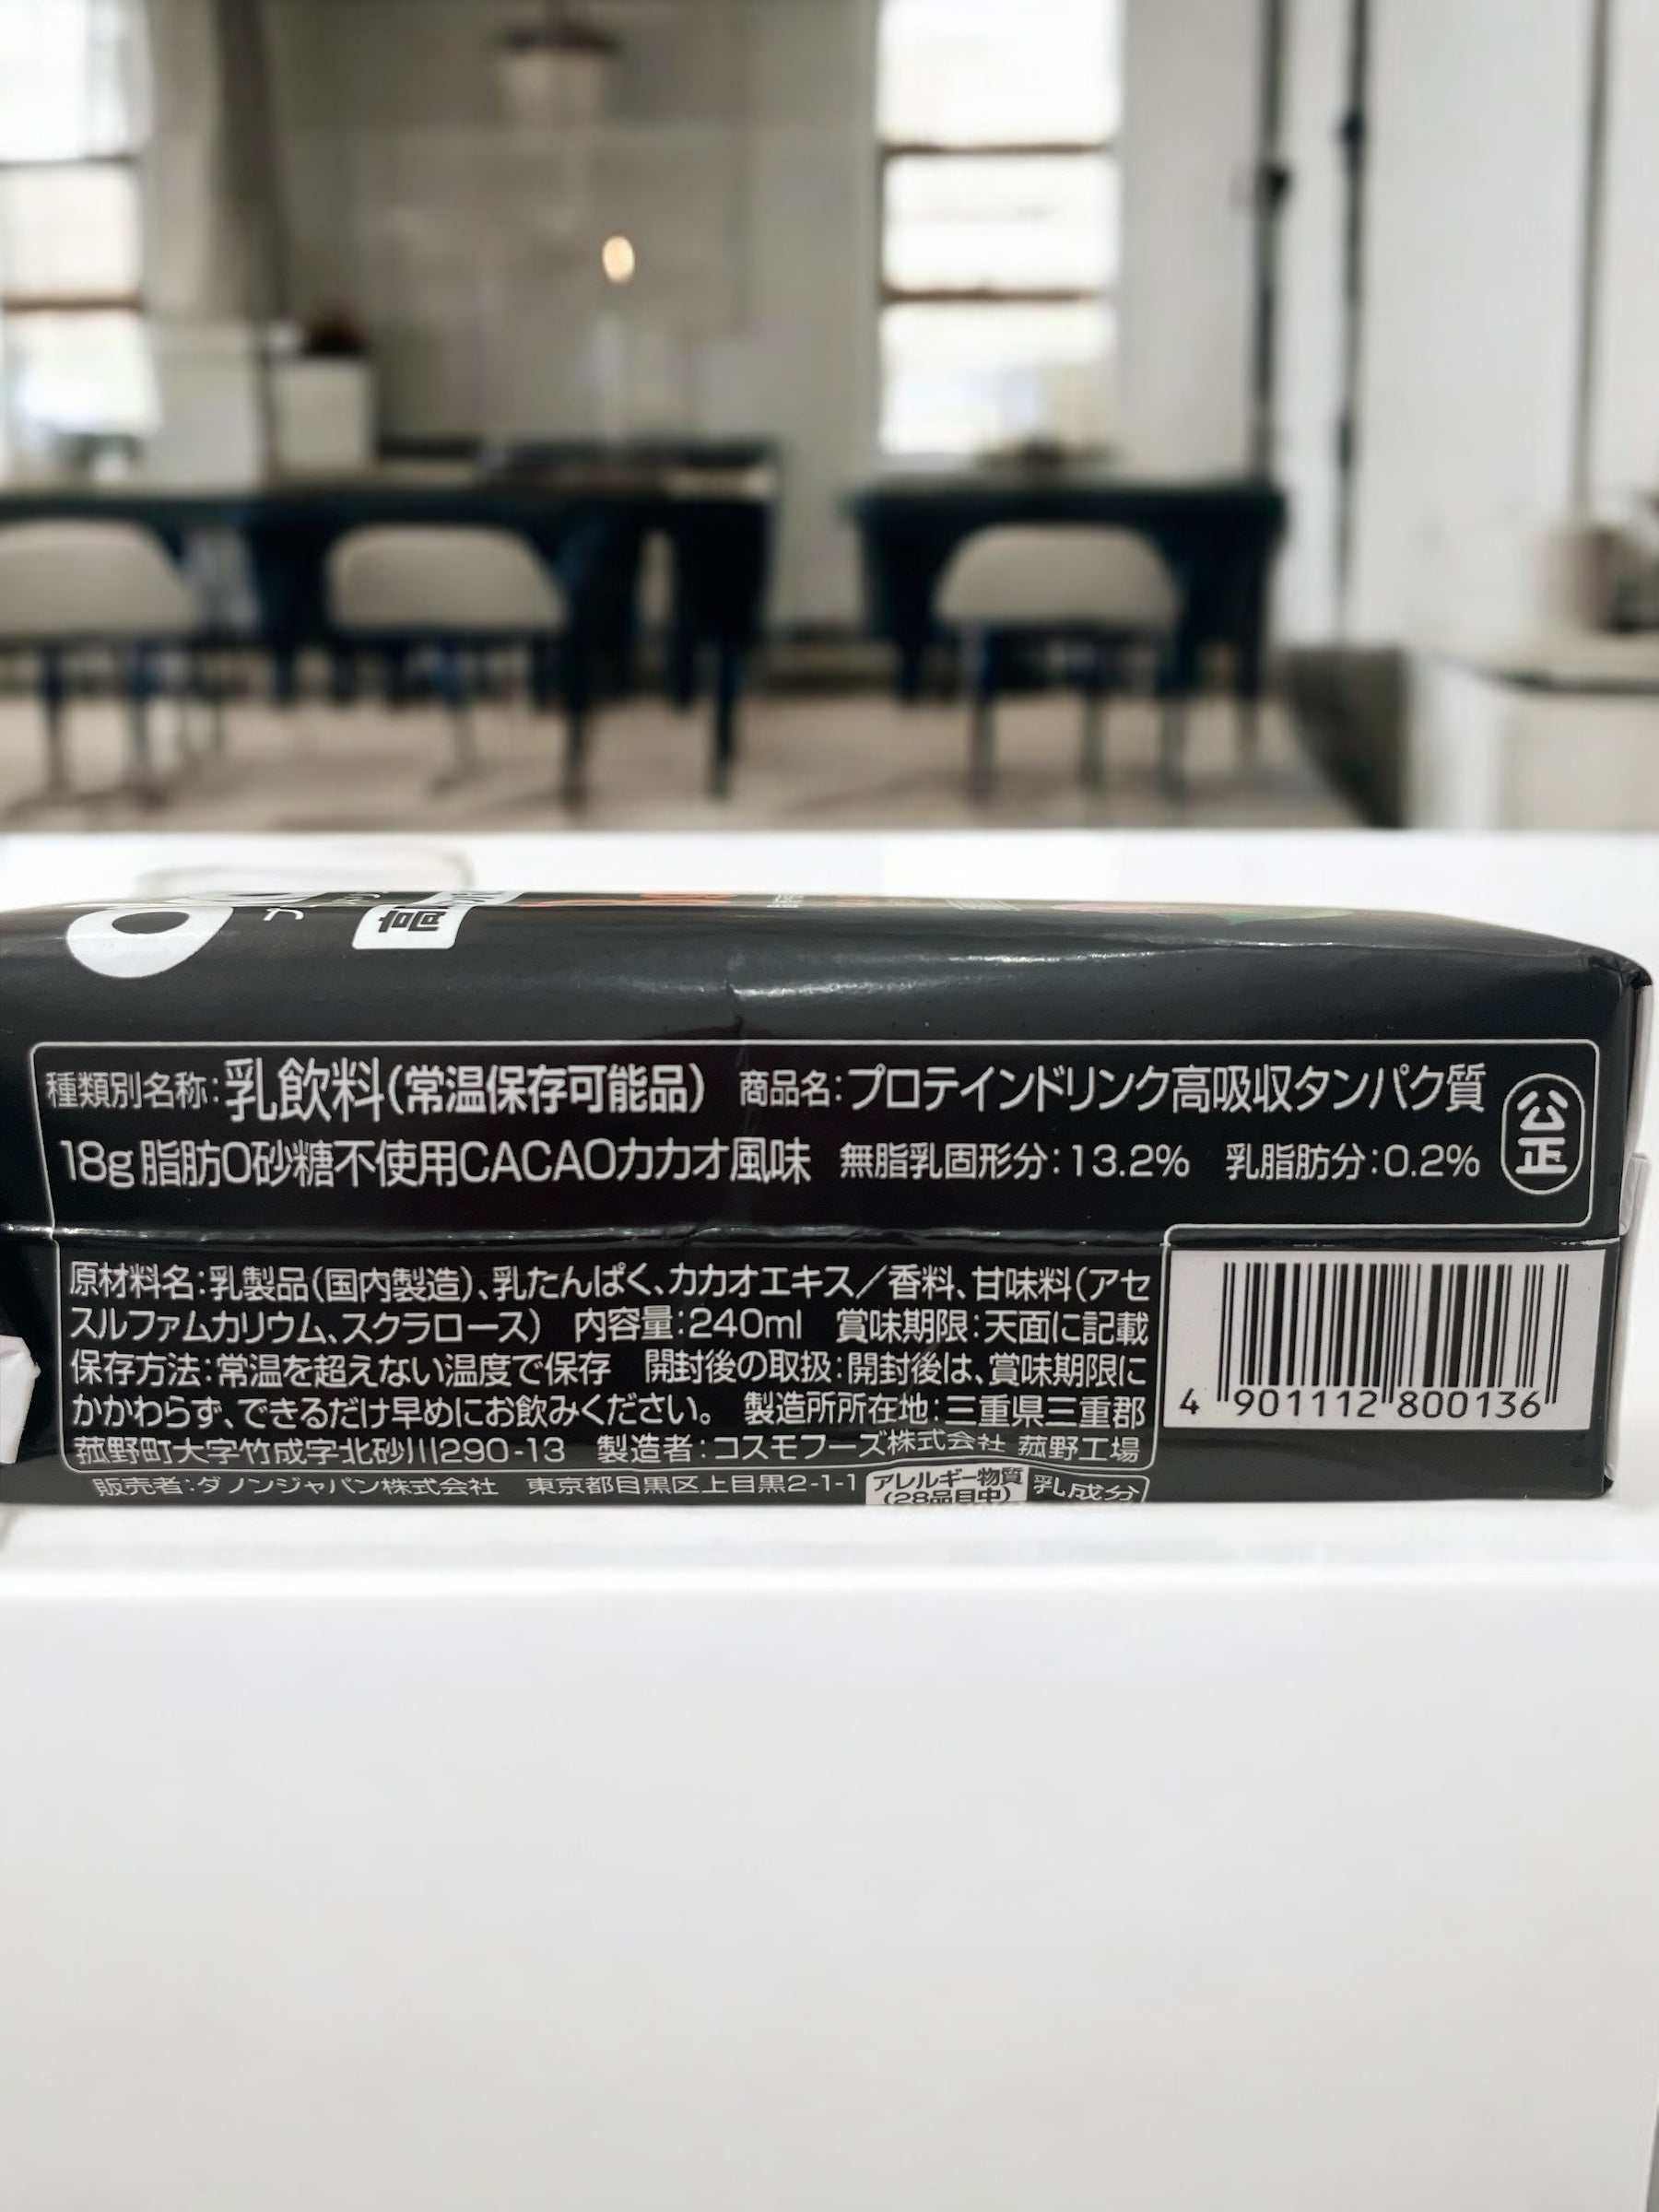 高
種類別名称:乳飲料(常温保存可能品) 商品名:プロテインドリンク高吸収タンパク質
18g脂肪0砂糖不使用CACAOカカオ風味 無脂乳固形分:13.2% 乳脂肪分:0.2%
公正
原材料名:乳製品(国内製造)、乳たんぱく、カカオエキス/香料、甘味料(アセ
スルファムカリウム、スクラロース) 内容量:240ml 賞味期限:天面に記載
保存方法:常温を超えない温度で保存 開封後の取扱:開封後は、賞味期限に
かかわらず、できるだけ早めにお飲みください。 製造所所在地:三重県三重郡
菰野町大字竹成字北砂川290-13 製造者:コスモフーズ株式会社 菰野工場
販売者:ダノンジャパン株式会社 東京都目黒区上目黒2-1-1
アレルギー物質
(28品目中) 乳成分
4 901112 800136